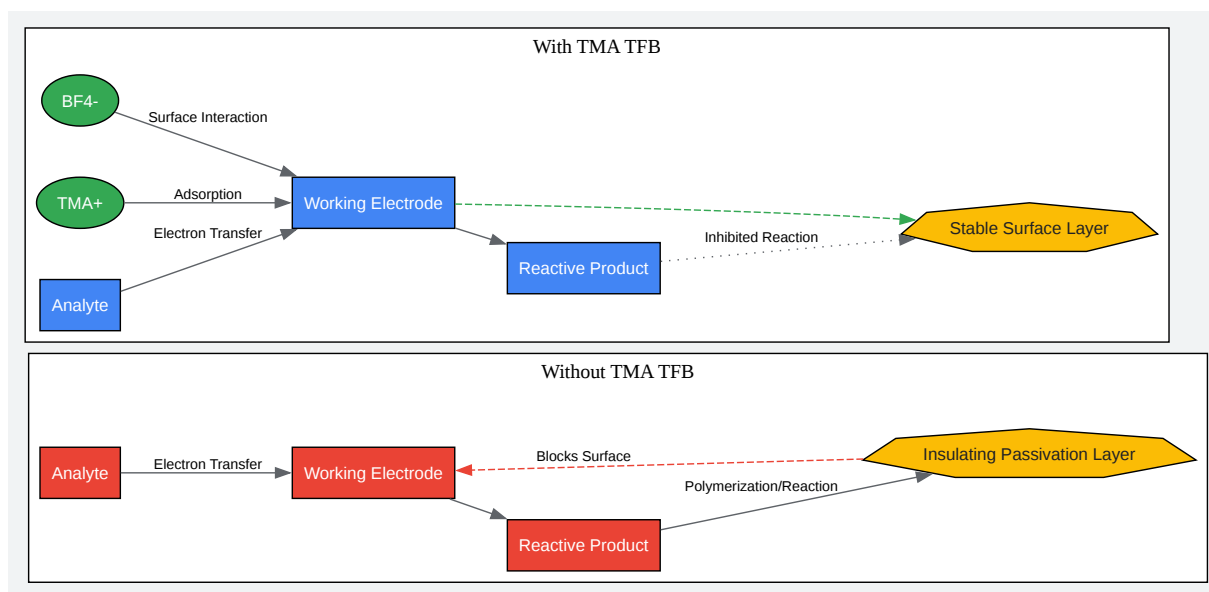 With TMA TFB
BF4-
Surface Interaction
TMA+
Adsorption
Working Electrode
Electron Transfer
Stable Surface Layer
Inhibited Reaction
Reactive Product
Analyte
Without TMA TFB
Analyte
Electron Transfer
Working Electrode
Blocks Surface
Insulating Passivation Layer
Polymerization/Reaction
Reactive Product